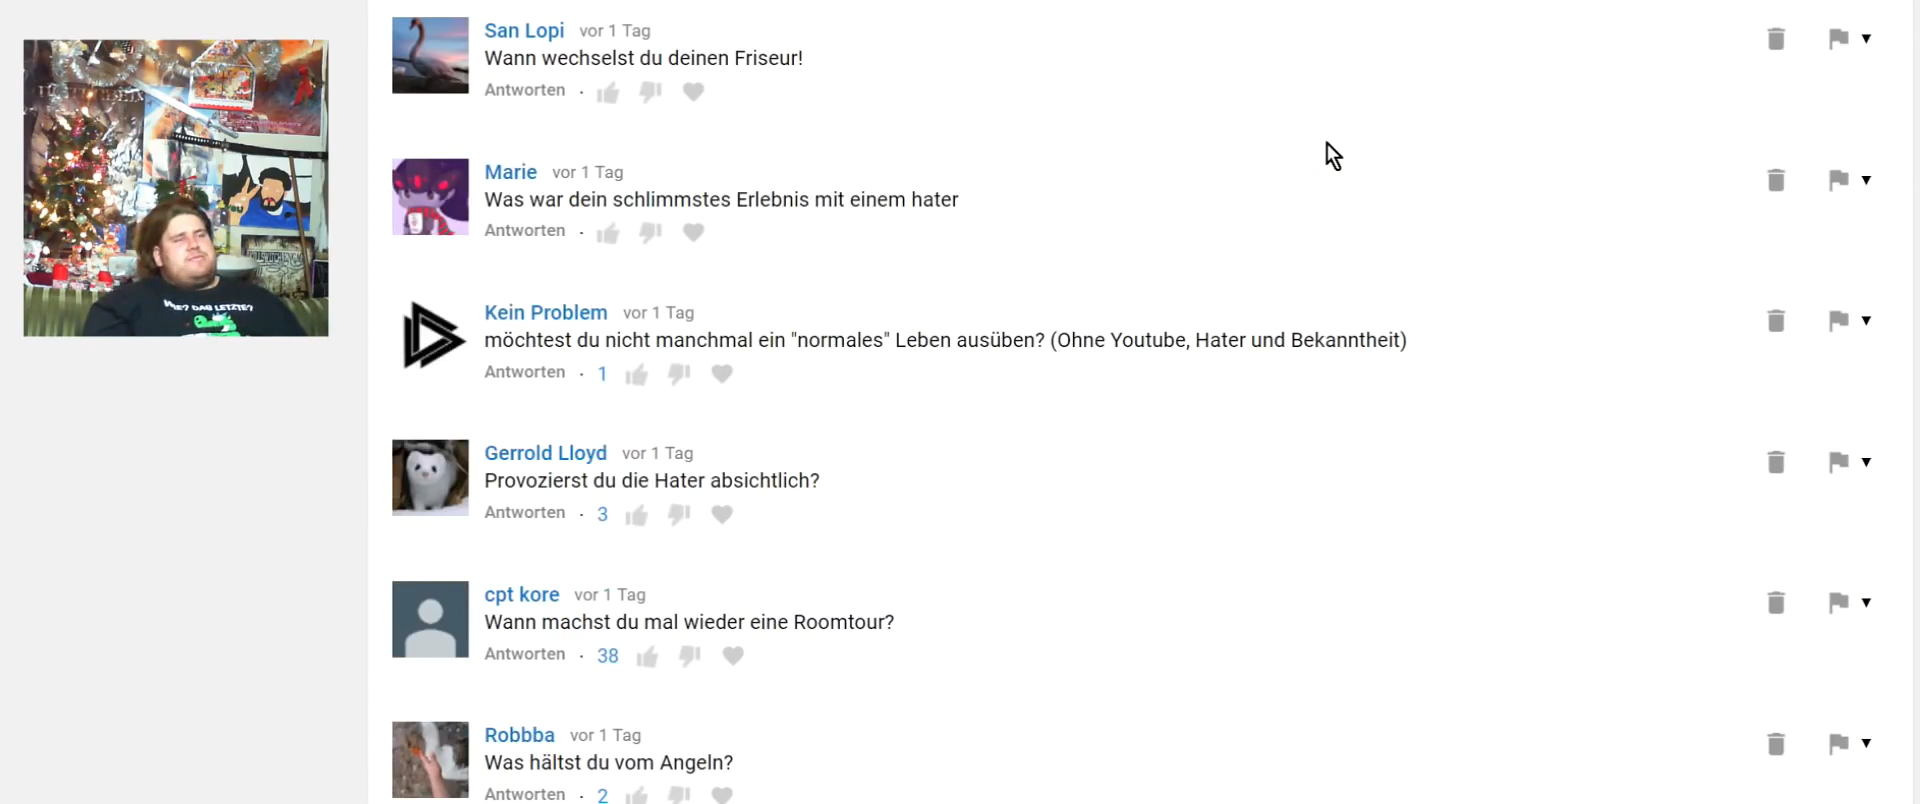 San Lopi vor 1 Tag
Wann wechselst du deinen Friseur!
Antworten ·
Marie vor 1 Tag
Was war dein schlimmstes Erlebnis mit einem hater
Antworten ·
Kein Problem vor 1 Tag
möchtest du nicht manchmal ein "normales" Leben ausüben? (Ohne Youtube, Hater und Bekanntheit)
Antworten · 1
Gerrold Lloyd vor 1 Tag
Provozierst du die Hater absichtlich?
Antworten · 3
cpt kore vor 1 Tag
Wann machst du mal wieder eine Roomtour?
Antworten · 38
Robbba vor 1 Tag
Was hältst du vom Angeln?
Antworten · 2
WIE? DAS LETZTE?